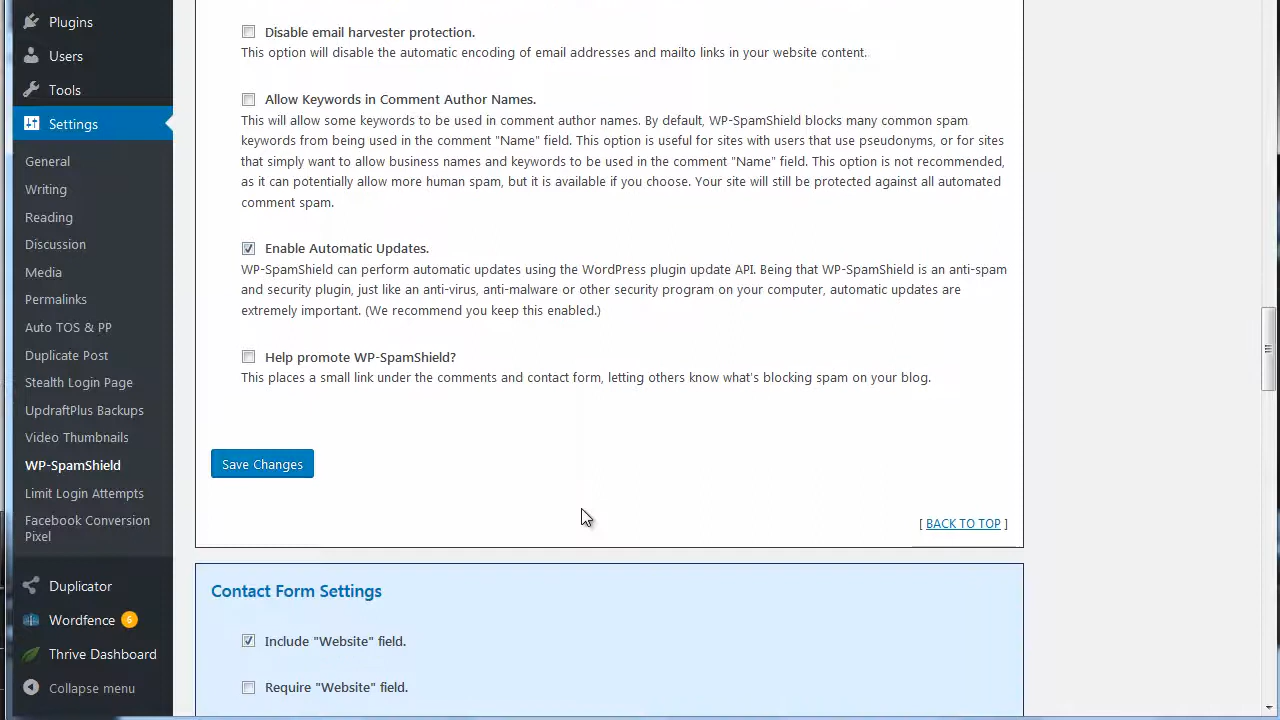 Plugins
Users
Tools
Settings
General
Writing
Reading
Discussion
Media
Permalinks
Auto TOS & PP
Duplicate Post
Stealth Login Page
UpdraftPlus Backups
Video Thumbnails
WP-SpamShield
Limit Login Attempts
Facebook Conversion
Pixel
Duplicator
Wordfence 6
Thrive Dashboard
Collapse menu
Disable email harvester protection.
This option will disable the automatic encoding of email addresses and mailto links in your website content.
Allow Keywords in Comment Author Names.
This will allow some keywords to be used in comment author names. By default, WP-SpamShield blocks many common spam
keywords from being used in the comment "Name" field. This option is useful for sites with users that use pseudonyms, or for sites
that simply want to allow business names and keywords to be used in the comment "Name" field. This option is not recommended,
as it can potentially allow more human spam, but it is available if you choose. Your site will still be protected against all automated
comment spam.
Enable Automatic Updates.
WP-SpamShield can perform automatic updates using the WordPress plugin update API. Being that WP-SpamShield is an anti-spam
and security plugin, just like an anti-virus, anti-malware or other security program on your computer, automatic updates are
extremely important. (We recommend you keep this enabled.)
Help promote WP-SpamShield?
This places a small link under the comments and contact form, letting others know what's blocking spam on your blog.
Save Changes
[ BACK TO TOP ]
Contact Form Settings
Include "Website" field.
Require "Website" field.